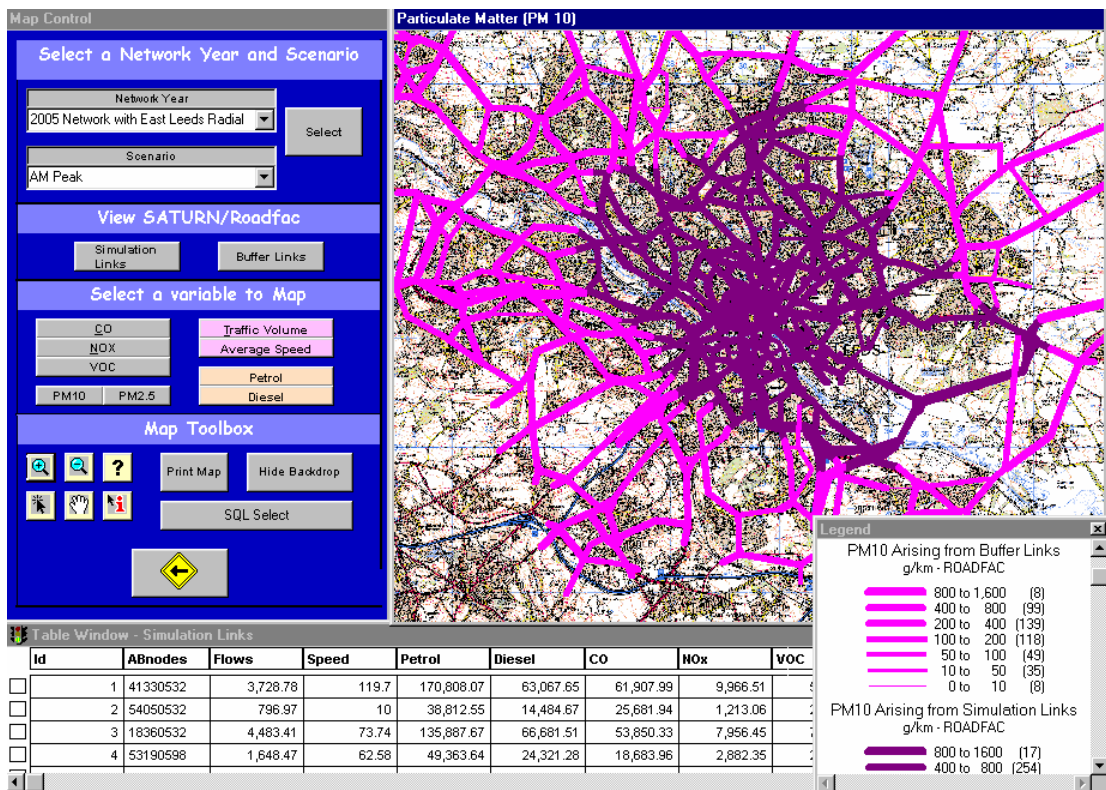 Map Control
Select a Network Year and Scenario
Network Year
2005 Network with East Leeds Radial
Select
Scenario
AM Peak
View SATURN/Roadfac
Simulation
Links
Buffer Links
Select a variable to Map
CO
NOX
VOC
PM10 PM2.5
Traffic Volume
Average Speed
Petrol
Diesel
Map Toolbox
?
Print Map
Hide Backdrop
SQL Select
Particulate Matter (PM 10)
Legend
PM10 Arising from Buffer Links
g/km - ROADFAC
800 to 1,600 (8)
400 to 800 (99)
200 to 400 (139)
100 to 200 (118)
50 to 100 (49)
10 to 50 (35)
0 to 10 (8)
PM10 Arising from Simulation Links
g/km - ROADFAC
800 to 1600 (17)
400 to 800 (254)
Table Window - Simulation Links
Id ABnodes Flows Speed Petrol Diesel CO NOx VOC
1 41330532 3,728.78 119.7 170,808.07 63,067.65 61,907.99 9,966.51
2 54050532 796.97 10 38,812.55 14,484.67 25,681.94 1,213.06
3 18360532 4,483.41 73.74 135,887.67 66,681.51 53,850.33 7,956.45
4 53190598 1,648.47 62.58 49,363.64 24,321.28 18,683.96 2,882.35